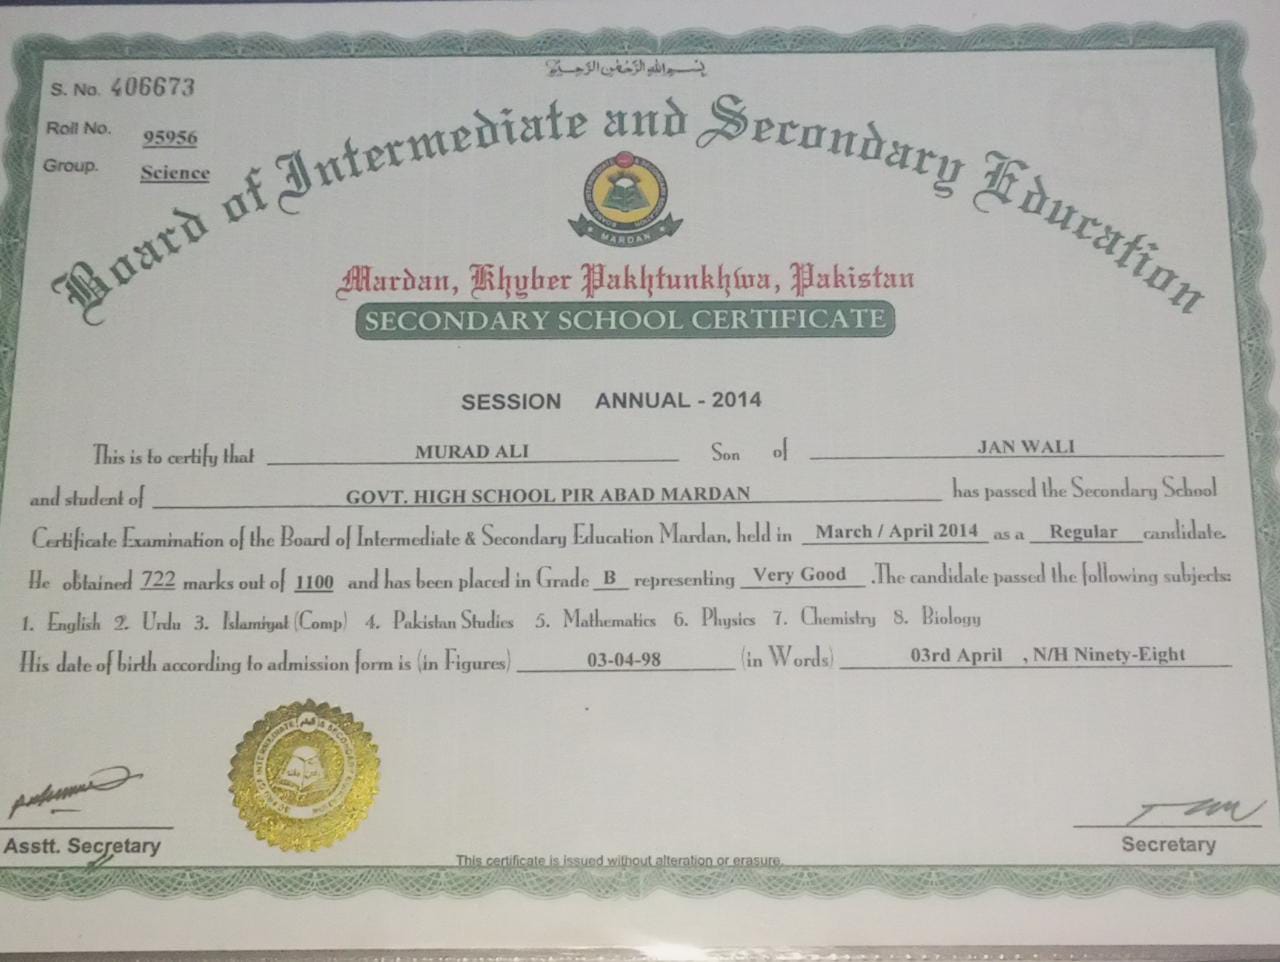 بسم الله الرحمن الرحيم
S. No. 406673
Roll No. 95956
Group. Science
Board of Intermediate and Secondary Education
MARDAN
Mardan, Khyber Pakhtunkhwa, Pakistan
SECONDARY SCHOOL CERTIFICATE
SESSION ANNUAL - 2014
This is to certify that MURAD ALI Son of JAN WALI
and student of GOVT. HIGH SCHOOL PIR ABAD MARDAN has passed the Secondary School
Certificate Examination of the Board of Intermediate & Secondary Education Mardan, held in March / April 2014 as a Regular candidate.
He obtained 722 marks out of 1100 and has been placed in Grade B representing Very Good .The candidate passed the following subjects:
1. English 2. Urdu 3. Islamiyat (Comp) 4. Pakistan Studies 5. Mathematics 6. Physics 7. Chemistry 8. Biology
His date of birth according to admission form is (in Figures) 03-04-98 (in Words) 03rd April , N/H Ninety-Eight
Asstt. Secretary
Secretary
This certificate is issued without alteration or erasure.